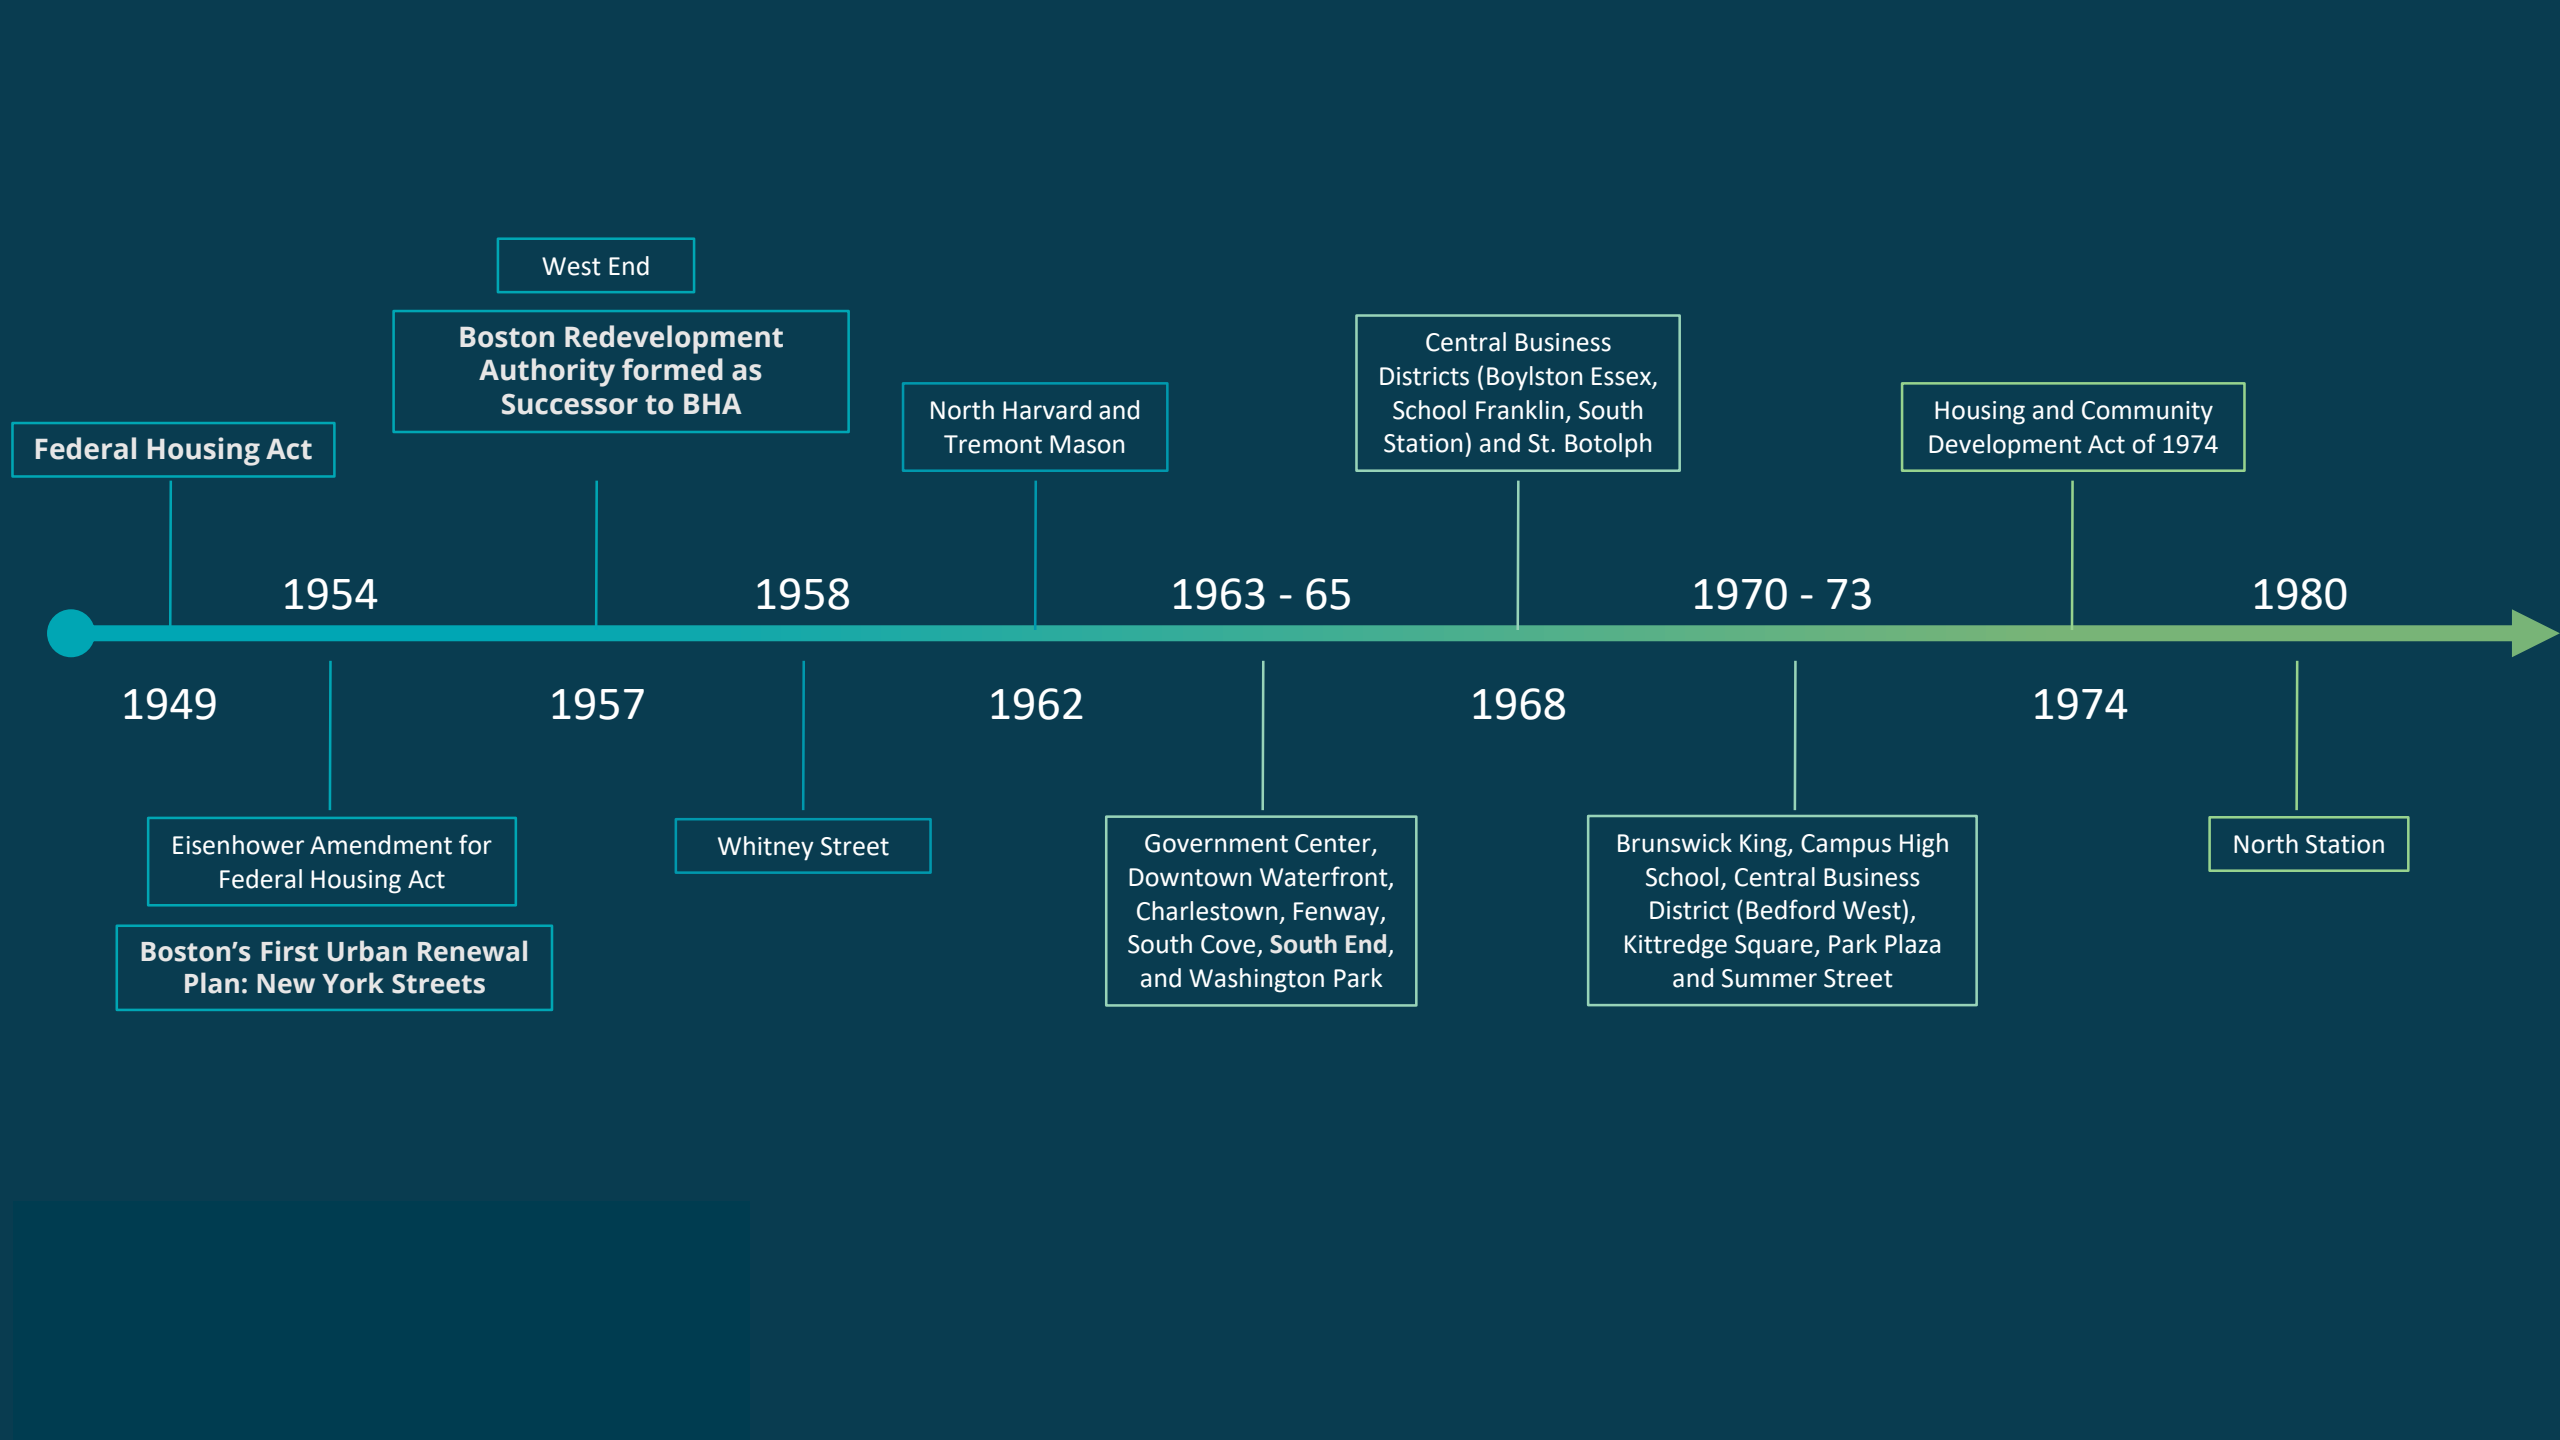 West End
Boston Redevelopment
Authority formed as
Successor to BHA
Federal Housing Act
North Harvard and
Tremont Mason
Central Business
Districts (Boylston Essex,
School Franklin, South
Station) and St. Botolph
Housing and Community
Development Act of 1974
1954
1958
1963 - 65
1970 - 73
1980
1949
1957
1962
1968
1974
Eisenhower Amendment for
Federal Housing Act
Boston’s First Urban Renewal
Plan: New York Streets
Whitney Street
Government Center,
Downtown Waterfront,
Charlestown, Fenway,
South Cove, South End,
and Washington Park
Brunswick King, Campus High
School, Central Business
District (Bedford West),
Kittredge Square, Park Plaza
and Summer Street
North Station